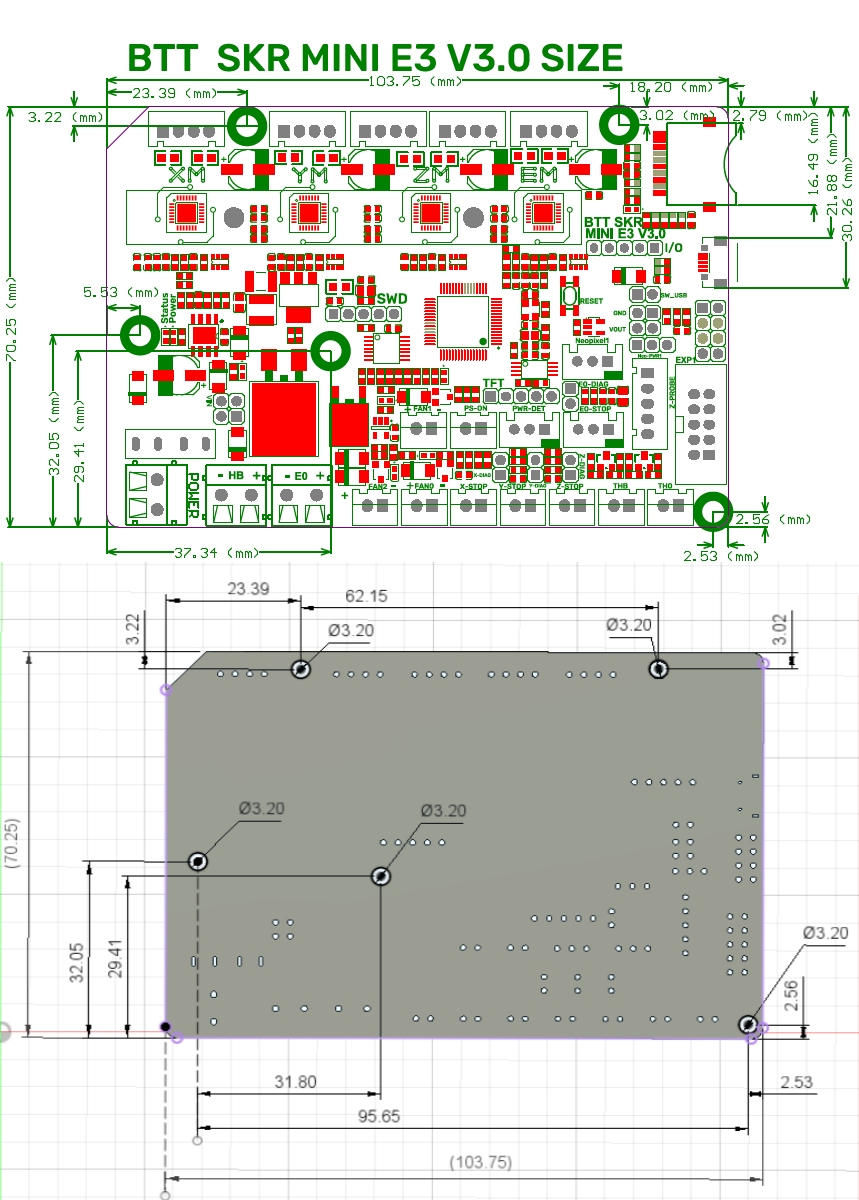 BTT SKR MINI E3 V3.0 SIZE
103.75 (mm)
23.39 (mm)
18.20 (mm)
3.22 (mm)
3.02 (mm)
2.79 (mm)
16.49 (mm)
21.88 (mm)
30.26 (mm)
XM
YM
ZM
EM
BTT SKR
MINI E3 V3.0
I/O
70.25 (mm)
5.53 (mm)
Status
Power
SWD
RESET
SW_USB
GND
VOUT
Neopixel1
Neo-PWR1
EXP1
TFT
E0-DIAG
Z-PROBE
FAN1
PS-ON
PWR-DET
E0-STOP
32.05 (mm)
29.41 (mm)
POWER
- HB +
- E0 +
X-DIAG
Z-DIAG
FAN2
FAN0
X-STOP
Y-STOP
Y-DIAG
Z-STOP
THB
TH0
2.56 (mm)
37.34 (mm)
2.53 (mm)
23.39
62.15
3.22
Ø3.20
Ø3.20
3.02
(70.25)
Ø3.20
Ø3.20
32.05
29.41
Ø3.20
2.56
31.80
2.53
95.65
(103.75)